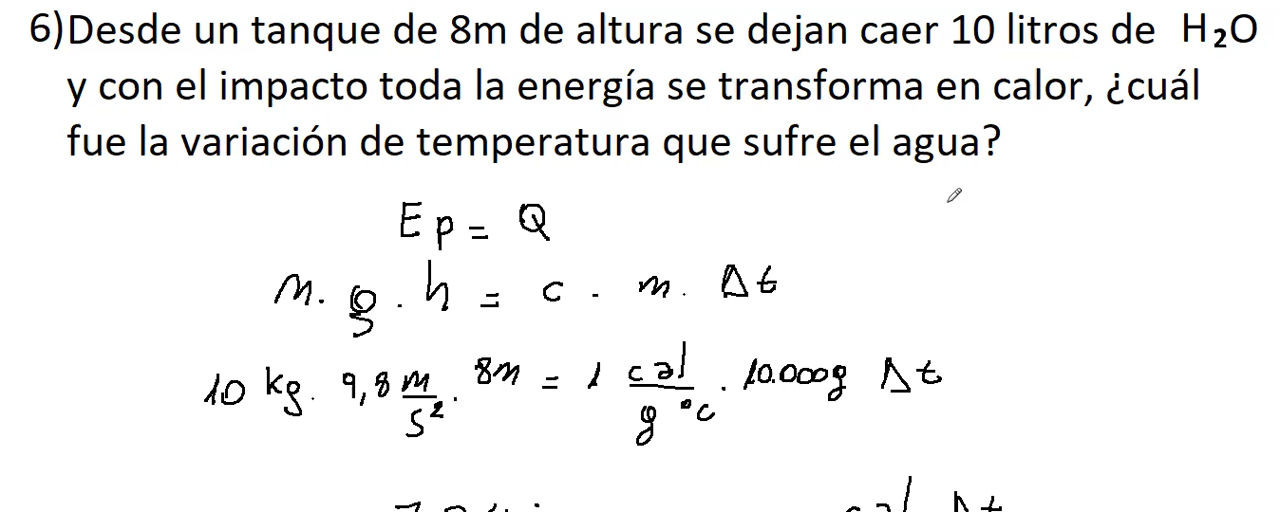 6)Desde un tanque de 8m de altura se dejan caer 10 litros de H₂O
y con el impacto toda la energía se transforma en calor, ¿cuál
fue la variación de temperatura que sufre el agua?
Ep = Q
m. g. h = c . m. Δt
10 kg. 9,8 m/s². 8m = 1 cal/g °c . 10.000g Δt
cal Δt